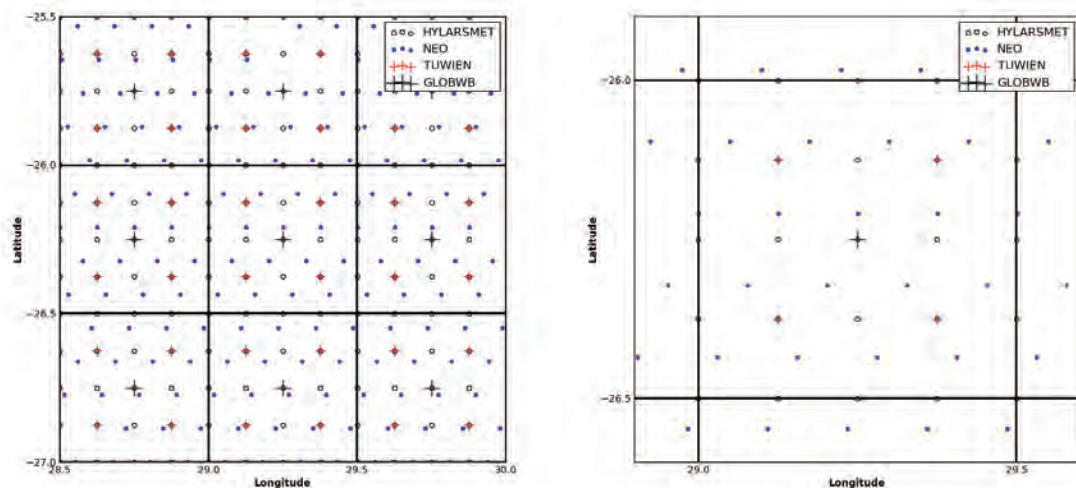 −25.5
−26.0
−26.5
−27.0
28.5
29.0
29.5
30.0
Latitude
Longitude
HYLARSMET
NEO
TUWIEN
GLOBWB
−26.0
−26.5
29.0
29.5
Latitude
Longitude
HYLARSMET
NEO
TUWIEN
GLOBWB